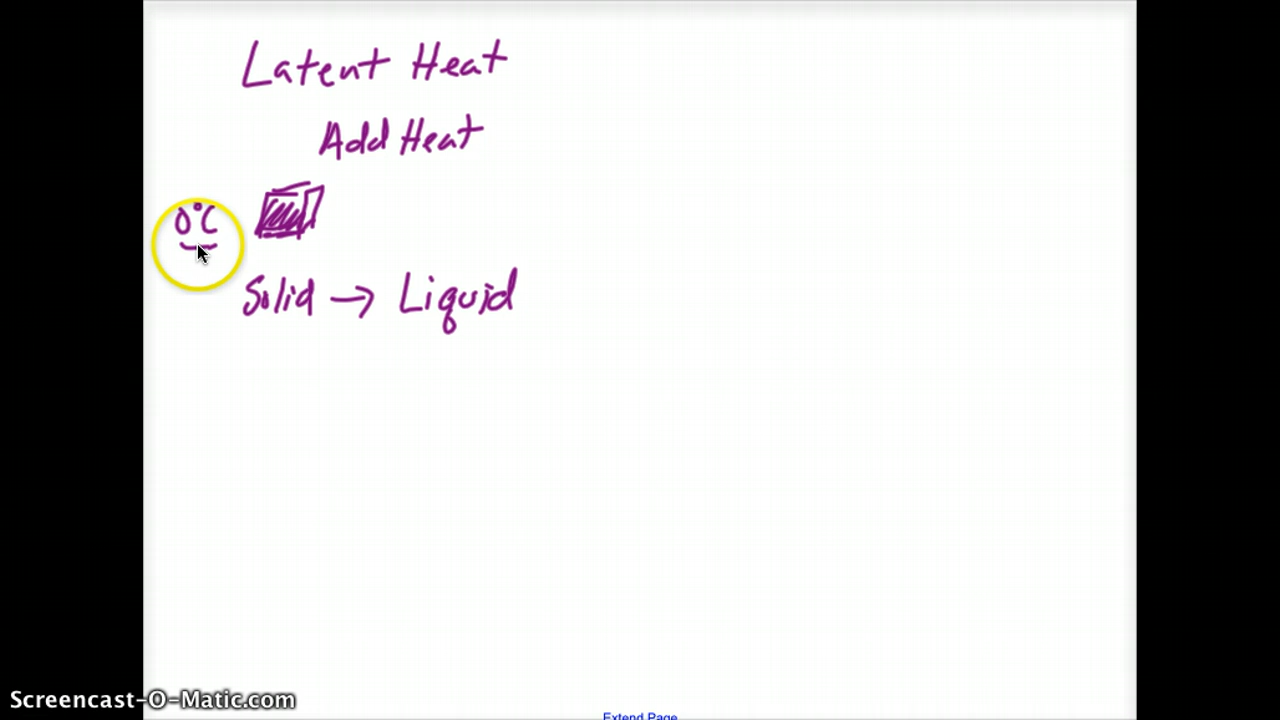 Latent Heat
Add Heat
0°C
Solid → Liquid
Screencast-O-Matic.com
Extend Page